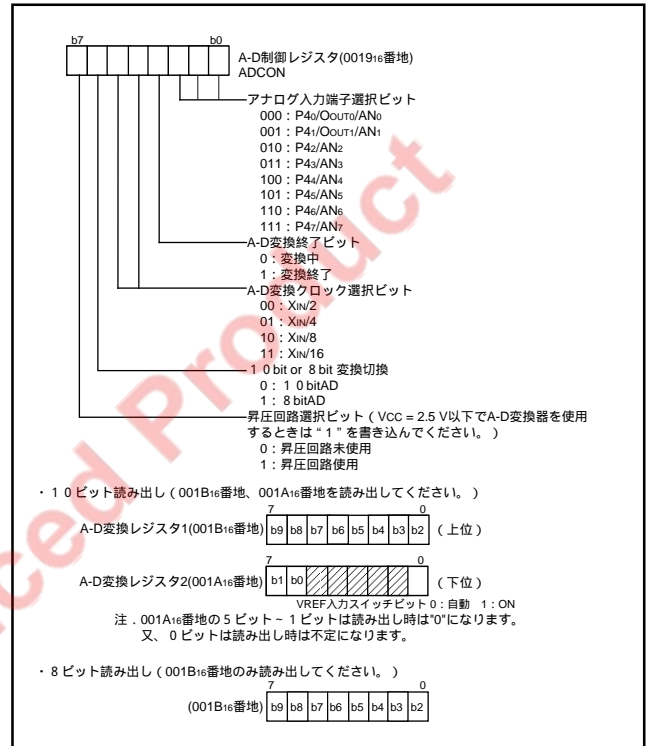 b7 b0
A-D制御レジスタ(001916番地)
ADCON
アナログ入力端子選択ビット
000：P40/OOUT0/AN0
001：P41/OOUT1/AN1
010：P42/AN2
011：P43/AN3
100：P44/AN4
101：P45/AN5
110：P46/AN6
111：P47/AN7
A-D変換終了ビット
0：変換中
1：変換終了
A-D変換クロック選択ビット
00：XIN/2
01：XIN/4
10：XIN/8
11：XIN/16
１０bit or 8 bit 変換切換
0：１０bitAD
1：8 bitAD
昇圧回路選択ビット（VCC = 2.5 V以下でA-D変換器を使用
するときは“1”を書き込んでください。）
0：昇圧回路未使用
1：昇圧回路使用
・１０ビット読み出し（001B16番地、001A16番地を読み出してください。）
7 0
A-D変換レジスタ1(001B16番地) b9 b8 b7 b6 b5 b4 b3 b2 （上位）
7 0
A-D変換レジスタ2(001A16番地) b1 b0 （下位）
VREF入力スイッチビット 0：自動 1：ON
注．001A16番地の５ビット～１ビットは読み出し時は"0"になります。
又、０ビットは読み出し時は不定になります。
・８ビット読み出し（001B16番地のみ読み出してください。）
7 0
(001B16番地) b9 b8 b7 b6 b5 b4 b3 b2
ced Product